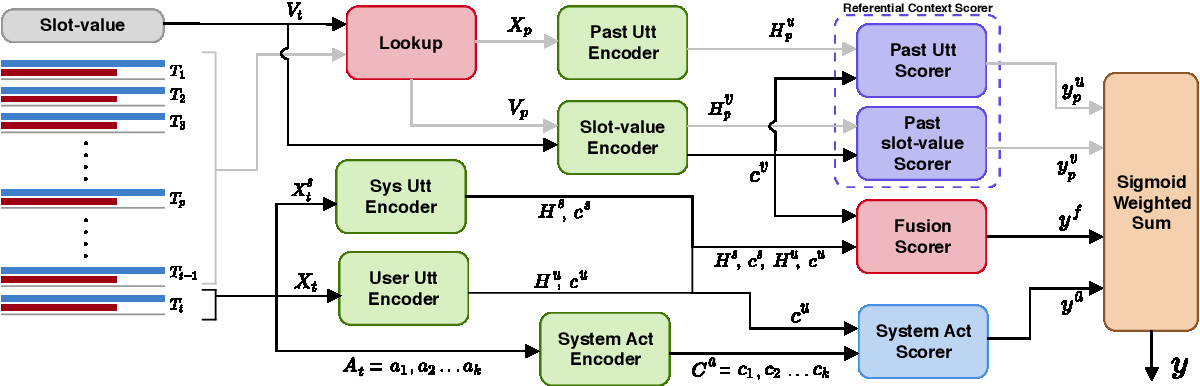 Slot-value
V_t
Lookup
X_p
Past Utt
Encoder
H_p^u
Referential Context Scorer
Past Utt
Scorer
y_p^u
T_1
T_2
T_3
V_p
Slot-value
Encoder
H_p^v
c^v
Past
slot-value
Scorer
y_p^v
Sigmoid
Weighted
Sum
T_p
X_t^s
Sys Utt
Encoder
H^s, c^s
Fusion
Scorer
y^f
H^s, c^s, H^u, c^u
T_{i-1}
T_i
X_t
User Utt
Encoder
H^u, c^u
c^u
System Act
Scorer
y^a
System Act
Encoder
A_t = a_1, a_2 ... a_k
C^a = c_1, c_2 ... c_k
y